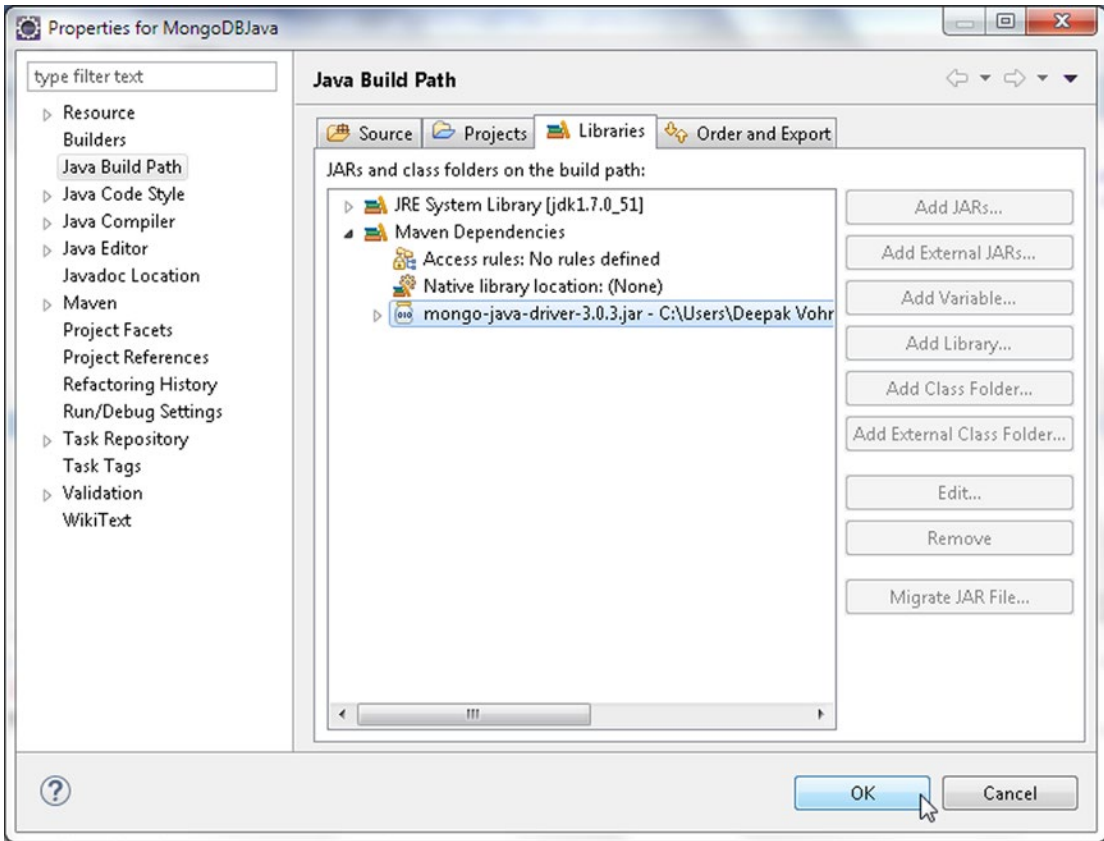 Properties for MongoDBJava
type filter text
Resource
Builders
Java Build Path
Java Code Style
Java Compiler
Java Editor
Javadoc Location
Maven
Project Facets
Project References
Refactoring History
Run/Debug Settings
Task Repository
Task Tags
Validation
WikiText
Java Build Path
Source Projects Libraries Order and Export
JARs and class folders on the build path:
JRE System Library [jdk1.7.0_51]
Maven Dependencies
Access rules: No rules defined
Native library location: (None)
010 mongo-java-driver-3.0.3.jar - C:\Users\Deepak Vohr
Add JARs...
Add External JARs...
Add Variable...
Add Library...
Add Class Folder...
Add External Class Folder...
Edit...
Remove
Migrate JAR File...
?
OK Cancel